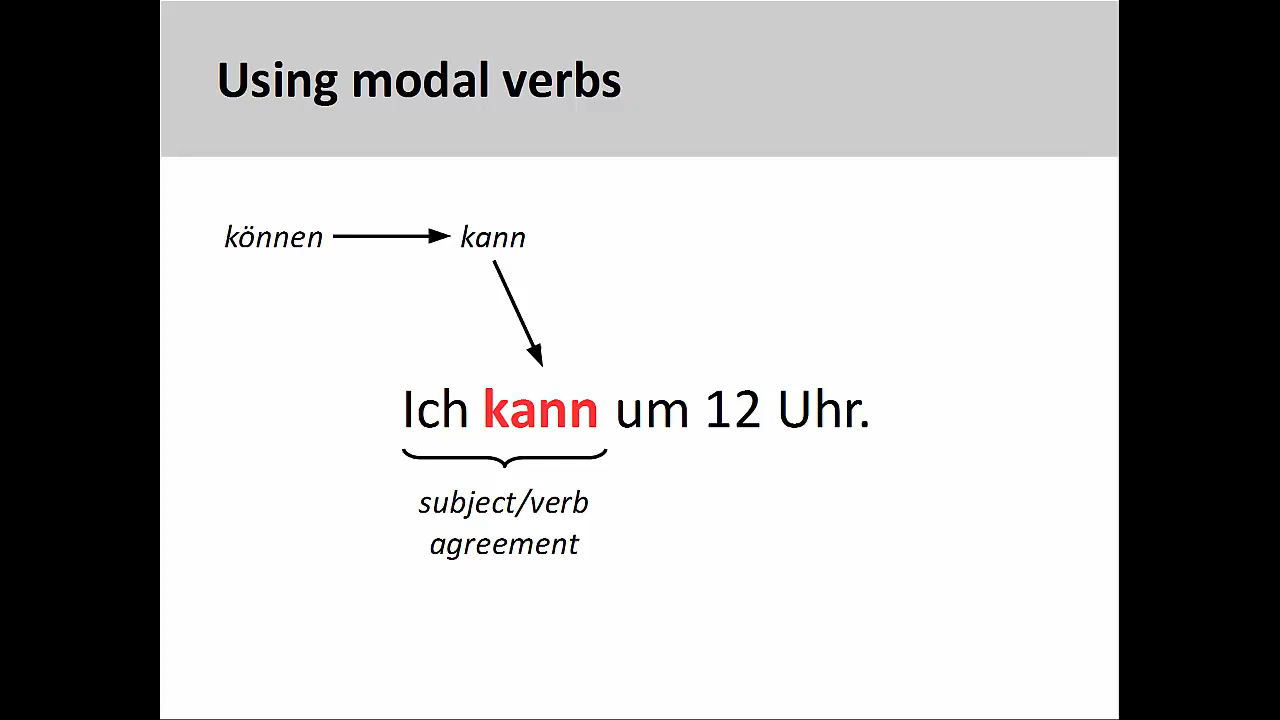 Using modal verbs
können kann
Ich kann um 12 Uhr.
subject/verb
agreement